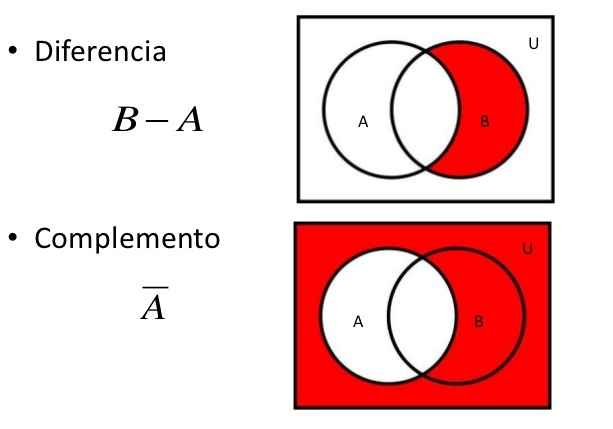 • Diferencia
B − A
U
A
B
• Complemento
A̅
U
A
B